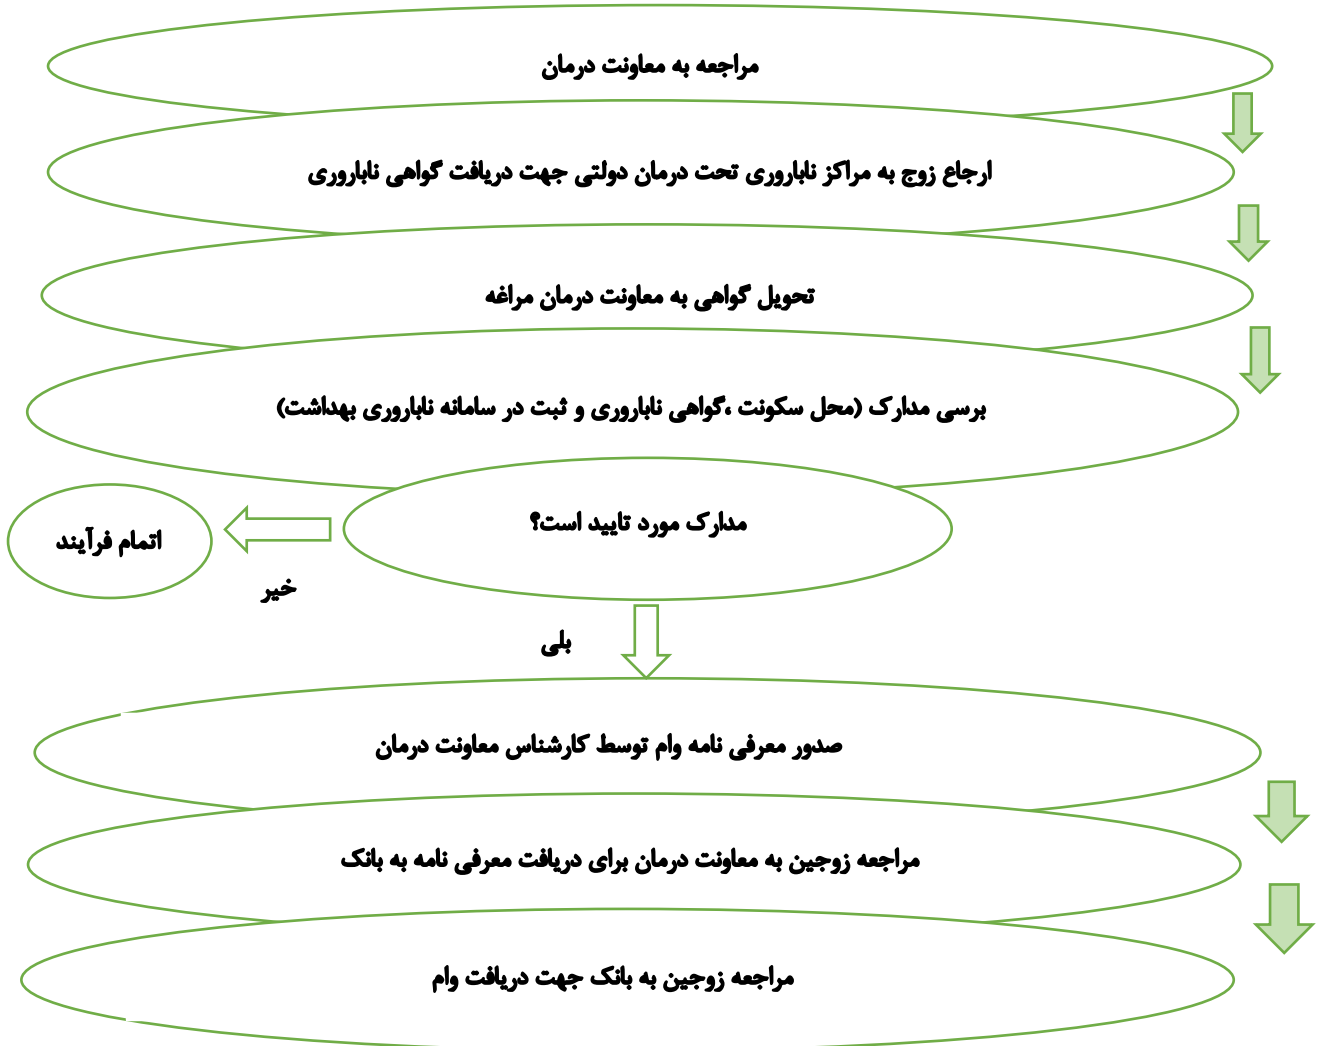 مراجعه به معاونت درمان
ارجاع زوج به مراکز ناباروری تحت درمان دولتی جهت دریافت گواهی ناباروری
تحویل گواهی به معاونت درمان مراغه
برسی مدارک (محل سکونت ،گواهی ناباروری و ثبت در سامانه ناباروری بهداشت)
مدارک مورد تایید است؟
اتمام فرآیند
خیر
بلی
صدور معرفی نامه وام توسط کارشناس معاونت درمان
مراجعه زوجین به معاونت درمان برای دریافت معرفی نامه به بانک
مراجعه زوجین به بانک جهت دریافت وام